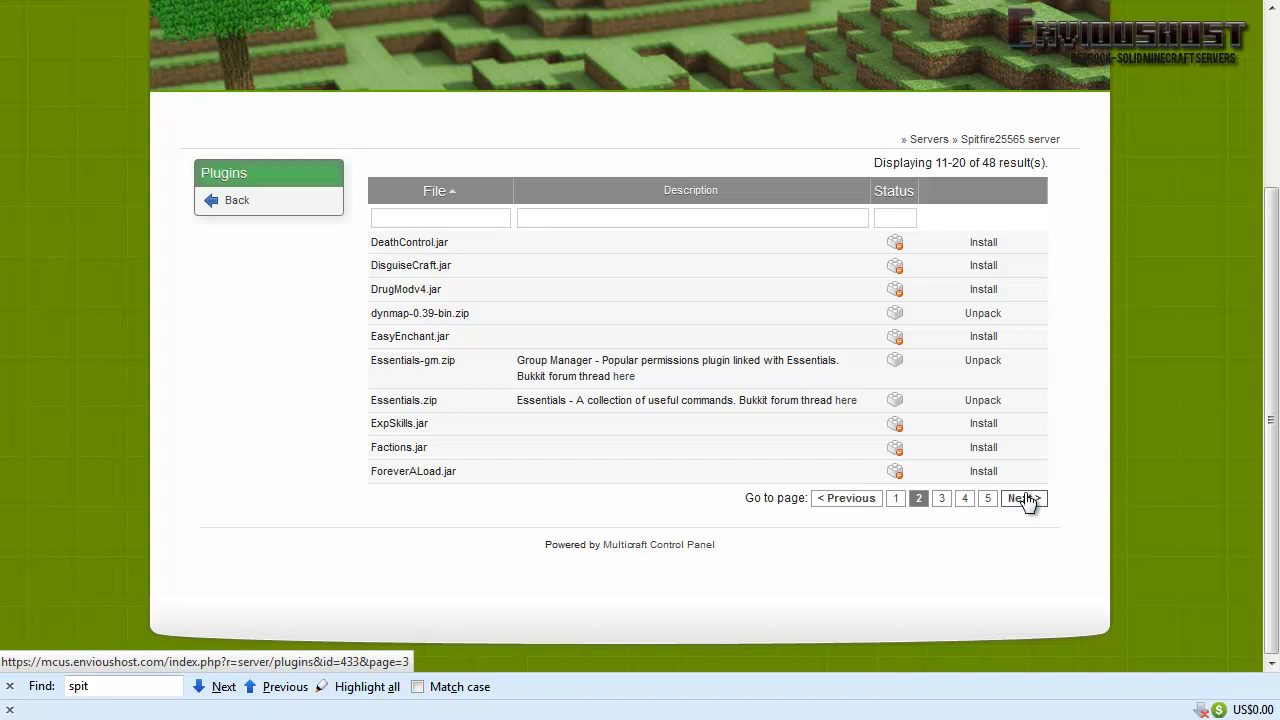 ENVIOUSHOST
BEDROCK-SOLID MINECRAFT SERVERS
» Servers » Spitfire25565 server
Plugins
Back
Displaying 11-20 of 48 result(s).
File Description Status
DeathControl.jar Install
DisguiseCraft.jar Install
DrugModv4.jar Install
dynmap-0.39-bin.zip Unpack
EasyEnchant.jar Install
Essentials-gm.zip Group Manager - Popular permissions plugin linked with Essentials. Unpack
Bukkit forum thread here
Essentials.zip Essentials - A collection of useful commands. Bukkit forum thread here Unpack
ExpSkills.jar Install
Factions.jar Install
ForeverALoad.jar Install
Go to page: < Previous 1 2 3 4 5 Next >
Powered by Multicraft Control Panel
https://mcus.envioushost.com/index.php?r=server/plugins&id=433&page=3
× Find: spit Next Previous Highlight all Match case
× US$0.00